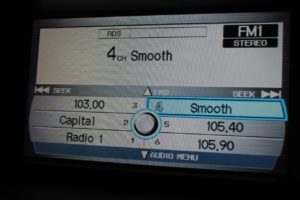 RDS
FM1
STEREO
4CH Smooth
SEEK
FM2
SEEK
103,00 3
4 Smooth
Capital 2
5 105,40
Radio 1 1
6 105,90
AUDIO MENU